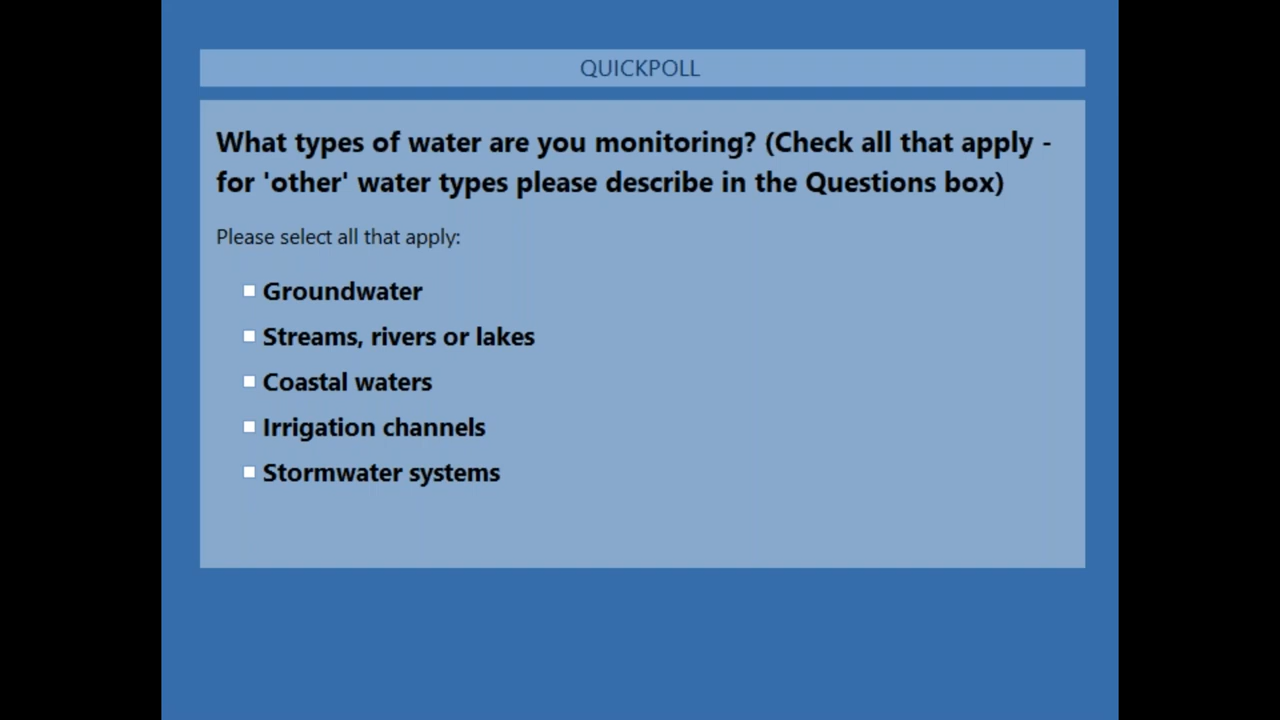 QUICKPOLL
What types of water are you monitoring? (Check all that apply -
for 'other' water types please describe in the Questions box)
Please select all that apply:
Groundwater
Streams, rivers or lakes
Coastal waters
Irrigation channels
Stormwater systems